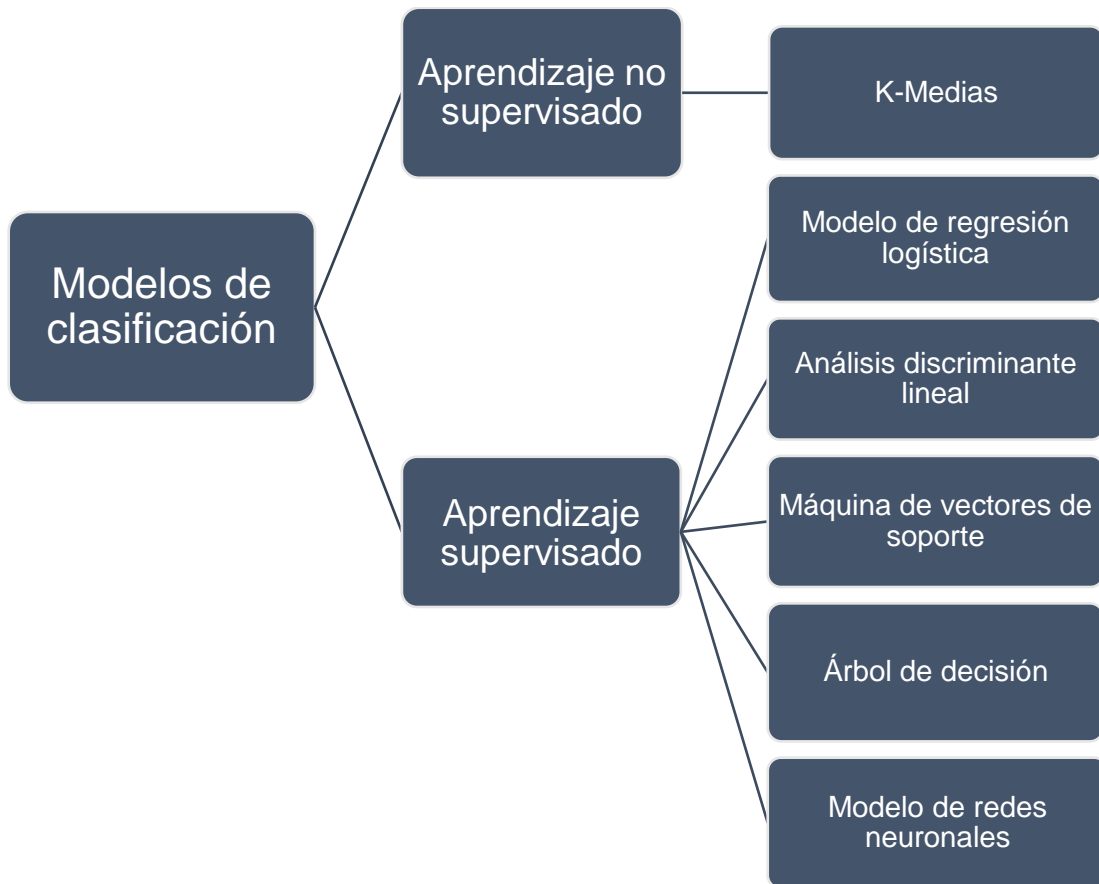 Modelos de
clasificación
Aprendizaje no
supervisado
K-Medias
Aprendizaje
supervisado
Modelo de regresión
logística
Análisis discriminante
lineal
Máquina de vectores de
soporte
Árbol de decisión
Modelo de redes
neuronales